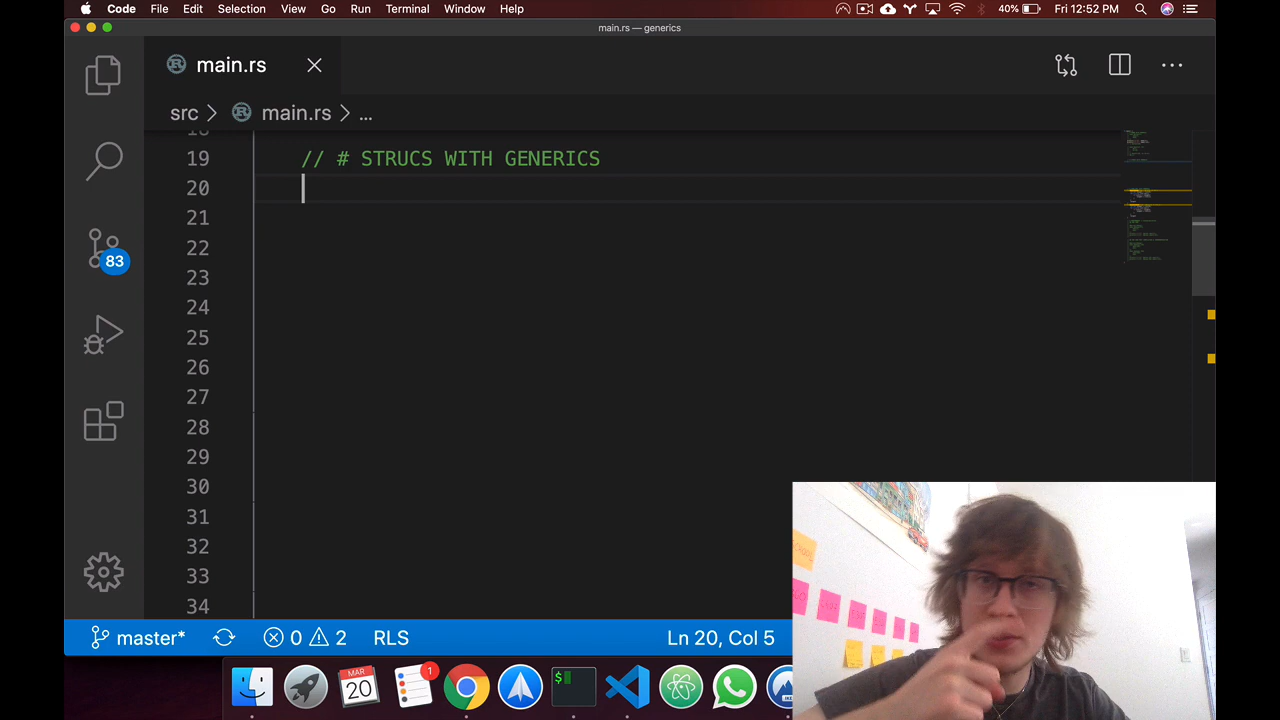 Code File Edit Selection View Go Run Terminal Window Help 40% Fri 12:52 PM
main.rs — generics
main.rs
src > main.rs > ...
18
19 // # STRUCS WITH GENERICS
20
21
22
23
24
25
26
27
28
29
30
31
32
33
34
83
master* 0 2 RLS Ln 20, Col 5
MAR
20
1
$